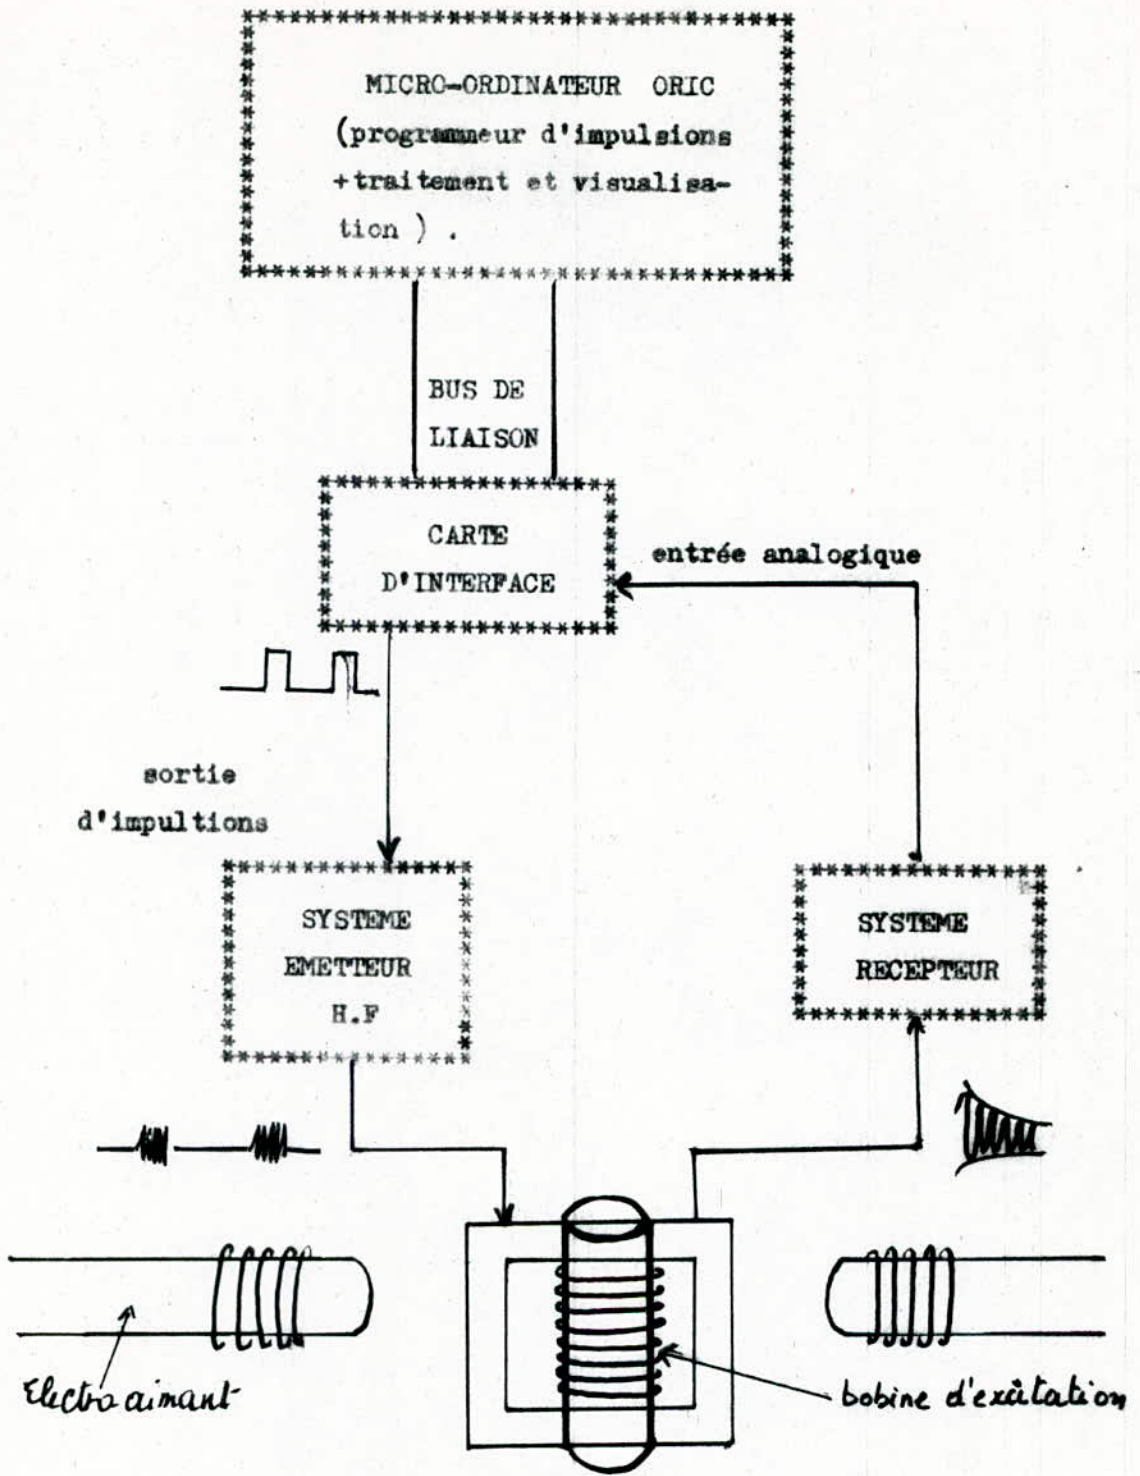 MICRO-ORDINATEUR ORIC
(programmeur d'impulsions
+traitement et visualisa-
tion ) .
BUS DE
LIAISON
CARTE
D'INTERFACE
entrée analogique
sortie
d'impultions
SYSTEME
EMETTEUR
H.F
SYSTEME
RECEPTEUR
Electro aimant
bobine d'excitation